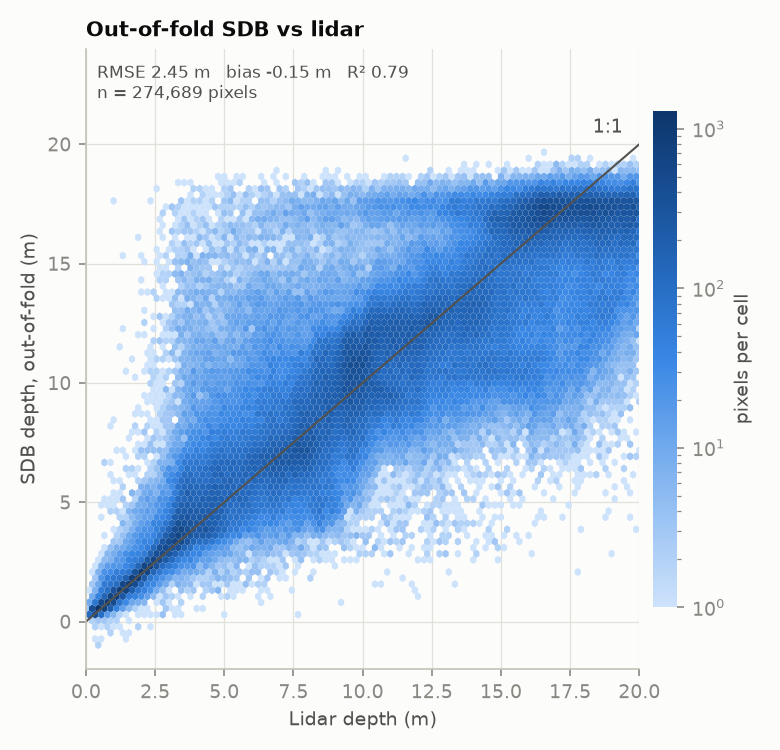 Out-of-fold SDB vs lidar
RMSE 2.45 m bias -0.15 m R² 0.79
n = 274,689 pixels
1:1
20
15
10
5
0
0.0 2.5 5.0 7.5 10.0 12.5 15.0 17.5 20.0
Lidar depth (m)
SDB depth, out-of-fold (m)
10³
10²
10¹
10⁰
pixels per cell